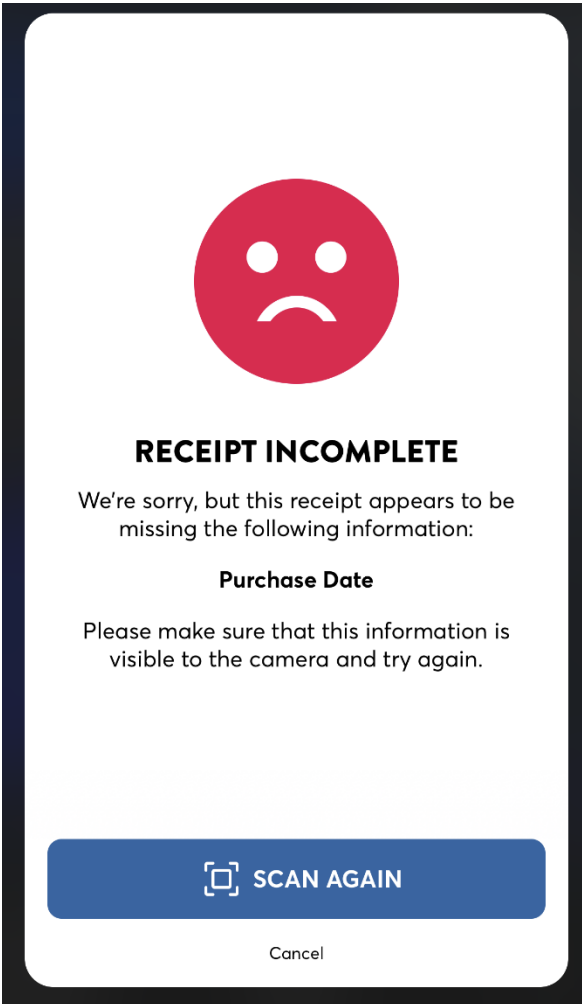 RECEIPT INCOMPLETE
We're sorry, but this receipt appears to be
missing the following information:
Purchase Date
Please make sure that this information is
visible to the camera and try again.
SCAN AGAIN
Cancel